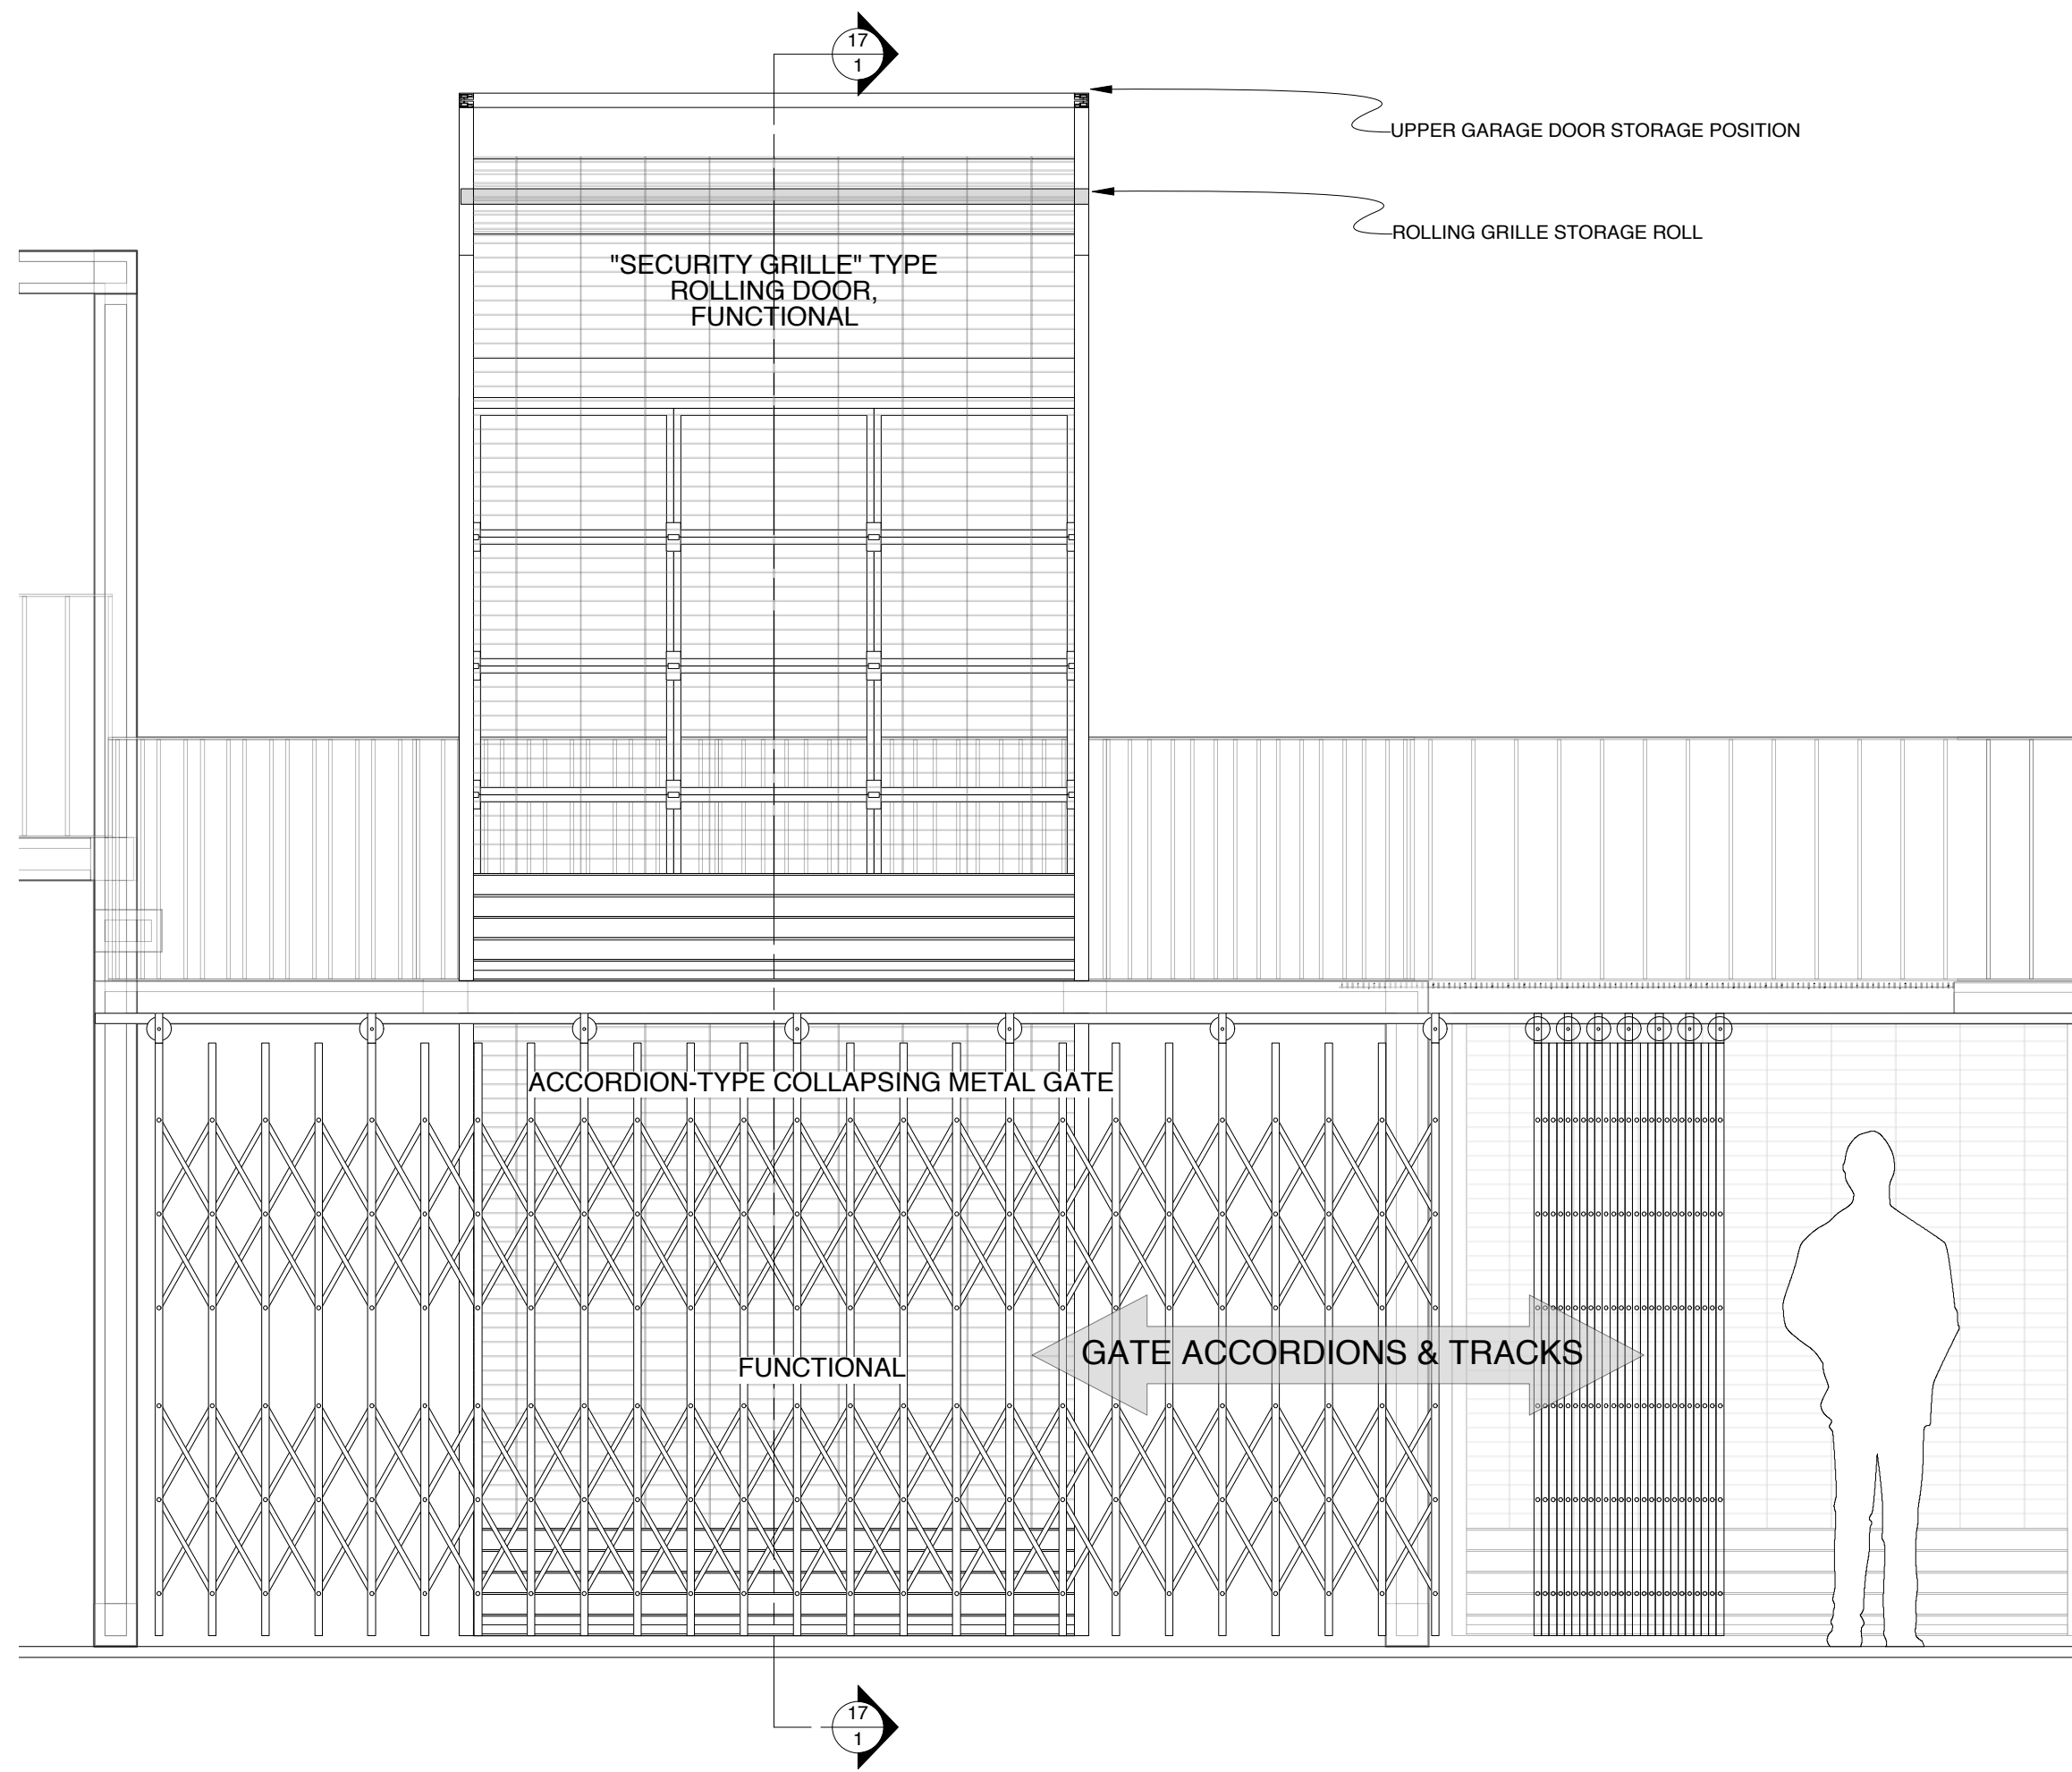 17
1
UPPER GARAGE DOOR STORAGE POSITION
ROLLING GRILLE STORAGE ROLL
"SECURITY GRILLE" TYPE
ROLLING DOOR,
FUNCTIONAL
ACCORDION-TYPE COLLAPSING METAL GATE
GATE ACCORDIONS & TRACKS
FUNCTIONAL
17
1